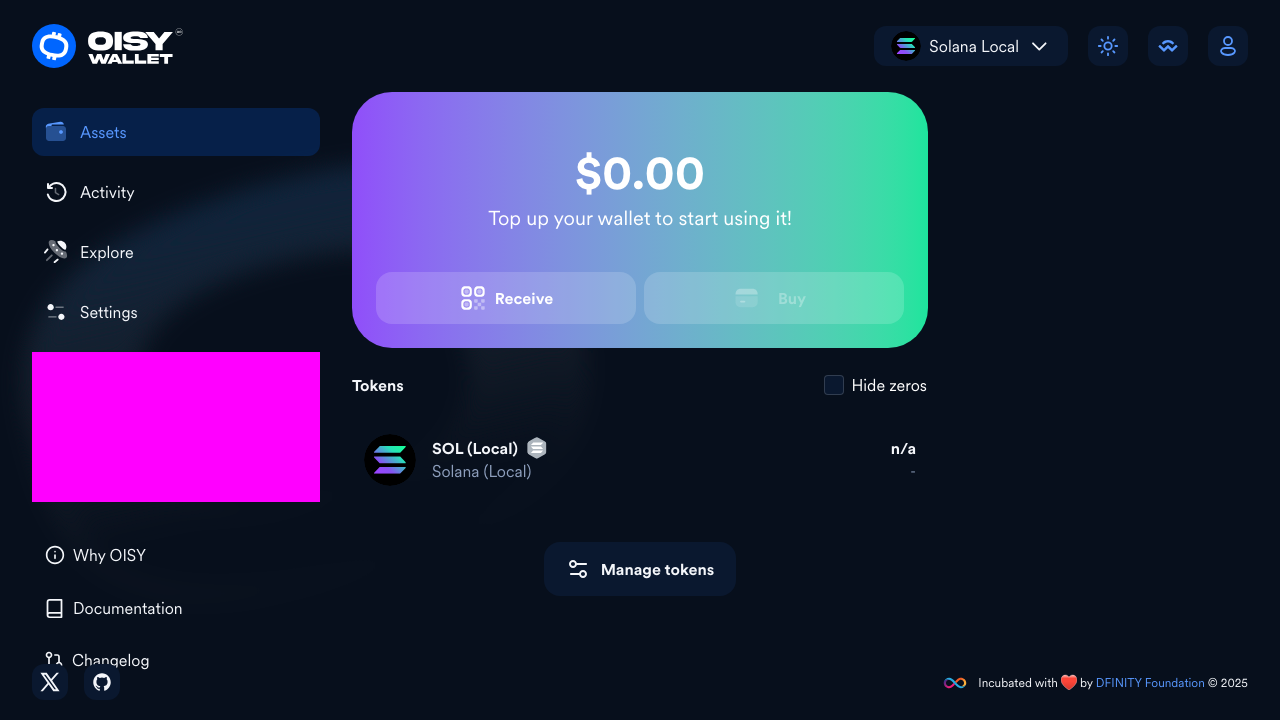 OISY
WALLET
Solana Local
Assets
Activity
Explore
Settings
$0.00
Top up your wallet to start using it!
Receive
Buy
Tokens
Hide zeros
SOL (Local)
n/a
Solana (Local)
-
Manage tokens
Why OISY
Documentation
Changelog
Incubated with ❤️ by DFINITY Foundation © 2025